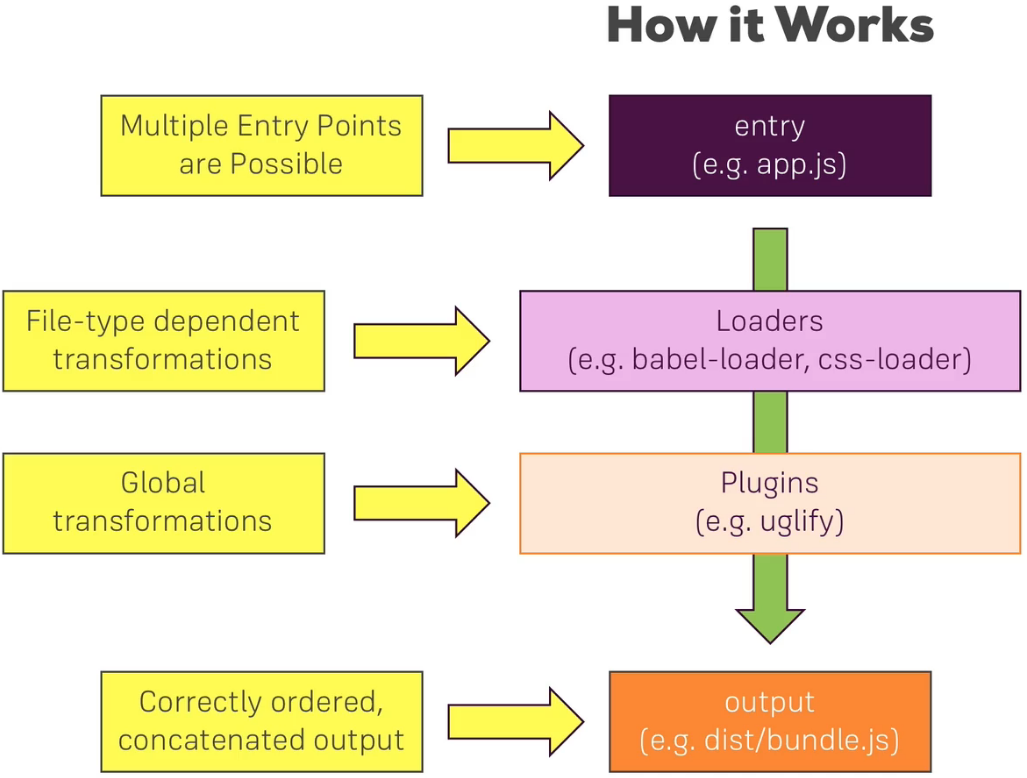 How it Works
Multiple Entry Points
are Possible
entry
(e.g. app.js)
File-type dependent
transformations
Loaders
(e.g. babel-loader, css-loader)
Global
transformations
Plugins
(e.g. uglify)
Correctly ordered,
concatenated output
output
(e.g. dist/bundle.js)